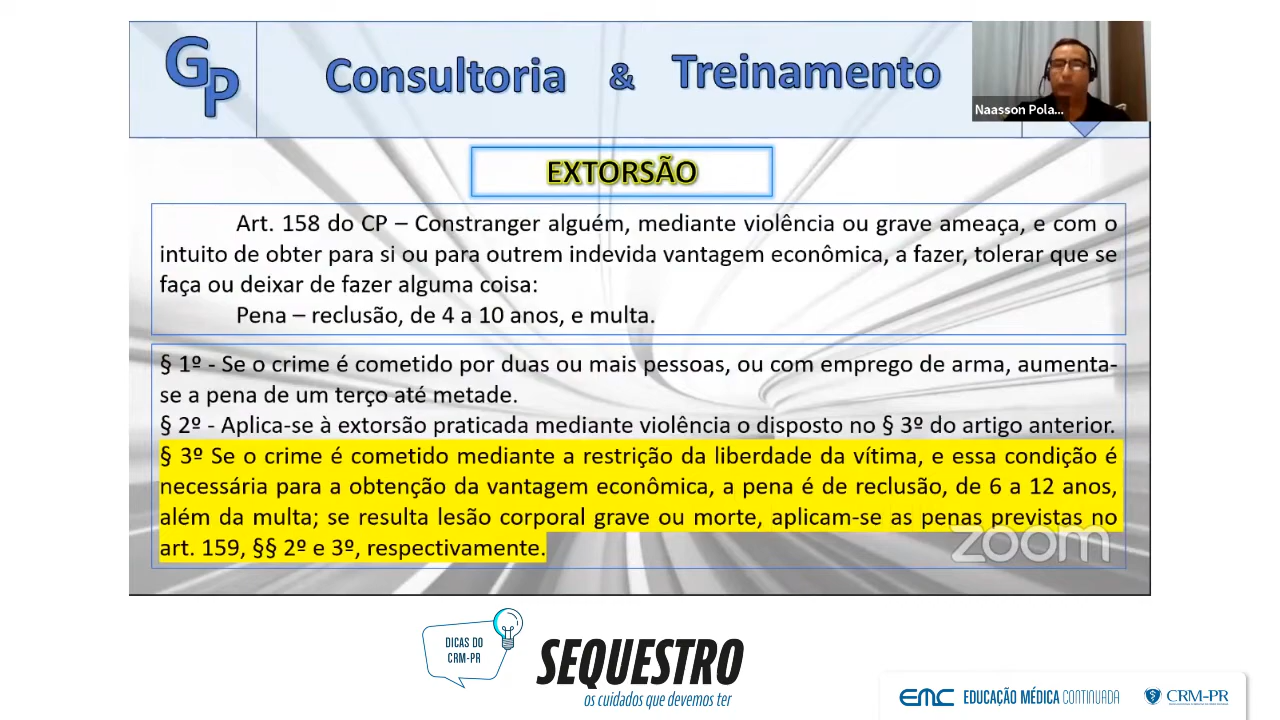 GP
Consultoria & Treinamento
Naasson Pola...
EXTORSÃO
Art. 158 do CP – Constranger alguém, mediante violência ou grave ameaça, e com o
intuito de obter para si ou para outrem indevida vantagem econômica, a fazer, tolerar que se
faça ou deixar de fazer alguma coisa:
Pena – reclusão, de 4 a 10 anos, e multa.
§ 1º - Se o crime é cometido por duas ou mais pessoas, ou com emprego de arma, aumenta-
se a pena de um terço até metade.
§ 2º - Aplica-se à extorsão praticada mediante violência o disposto no § 3º do artigo anterior.
§ 3º Se o crime é cometido mediante a restrição da liberdade da vítima, e essa condição é
necessária para a obtenção da vantagem econômica, a pena é de reclusão, de 6 a 12 anos,
além da multa; se resulta lesão corporal grave ou morte, aplicam-se as penas previstas no
art. 159, §§ 2º e 3º, respectivamente.
zoom
DICAS DO
CRM-PR
SEQUESTRO
os cuidados que devemos ter
EMC EDUCAÇÃO MÉDICA CONTINUADA
CRM-PR